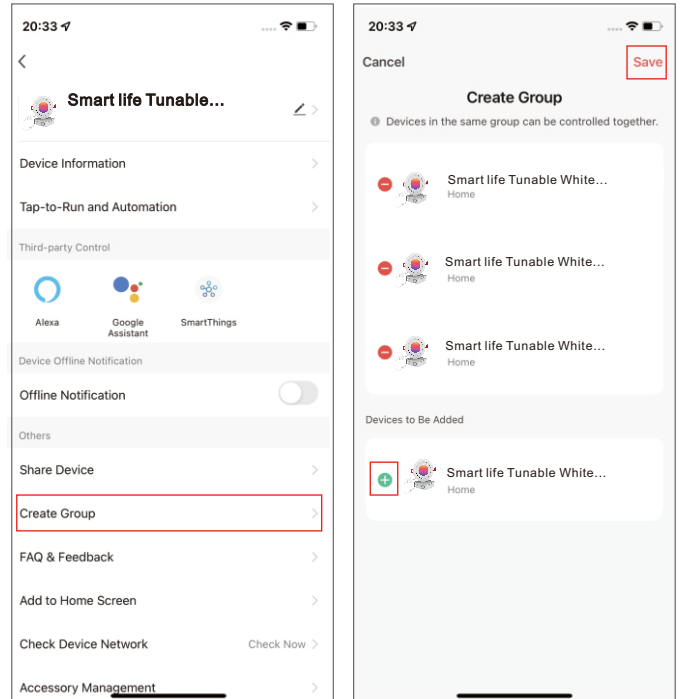 20:33
Smart life Tunable...
Device Information
Tap-to-Run and Automation
Third-party Control
Alexa
Google Assistant
SmartThings
Device Offline Notification
Offline Notification
Others
Share Device
Create Group
FAQ & Feedback
Add to Home Screen
Check Device Network Check Now
Accessory Management
20:33
Cancel Save
Create Group
Devices in the same group can be controlled together.
Smart life Tunable White...
Home
Smart life Tunable White...
Home
Smart life Tunable White...
Home
Devices to Be Added
Smart life Tunable White...
Home